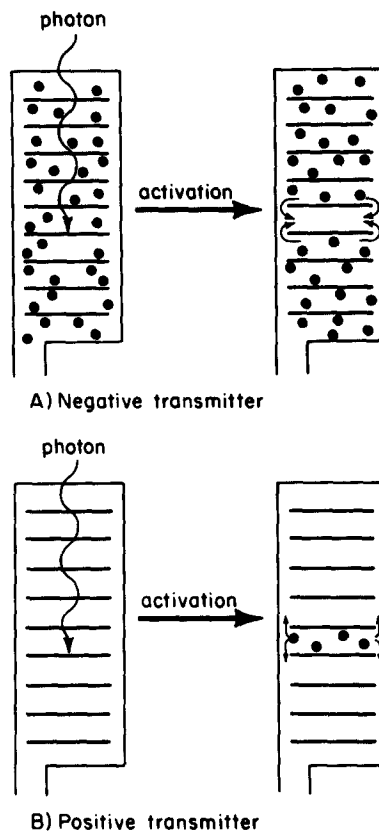 photon
activation
A) Negative transmitter
photon
activation
B) Positive transmitter